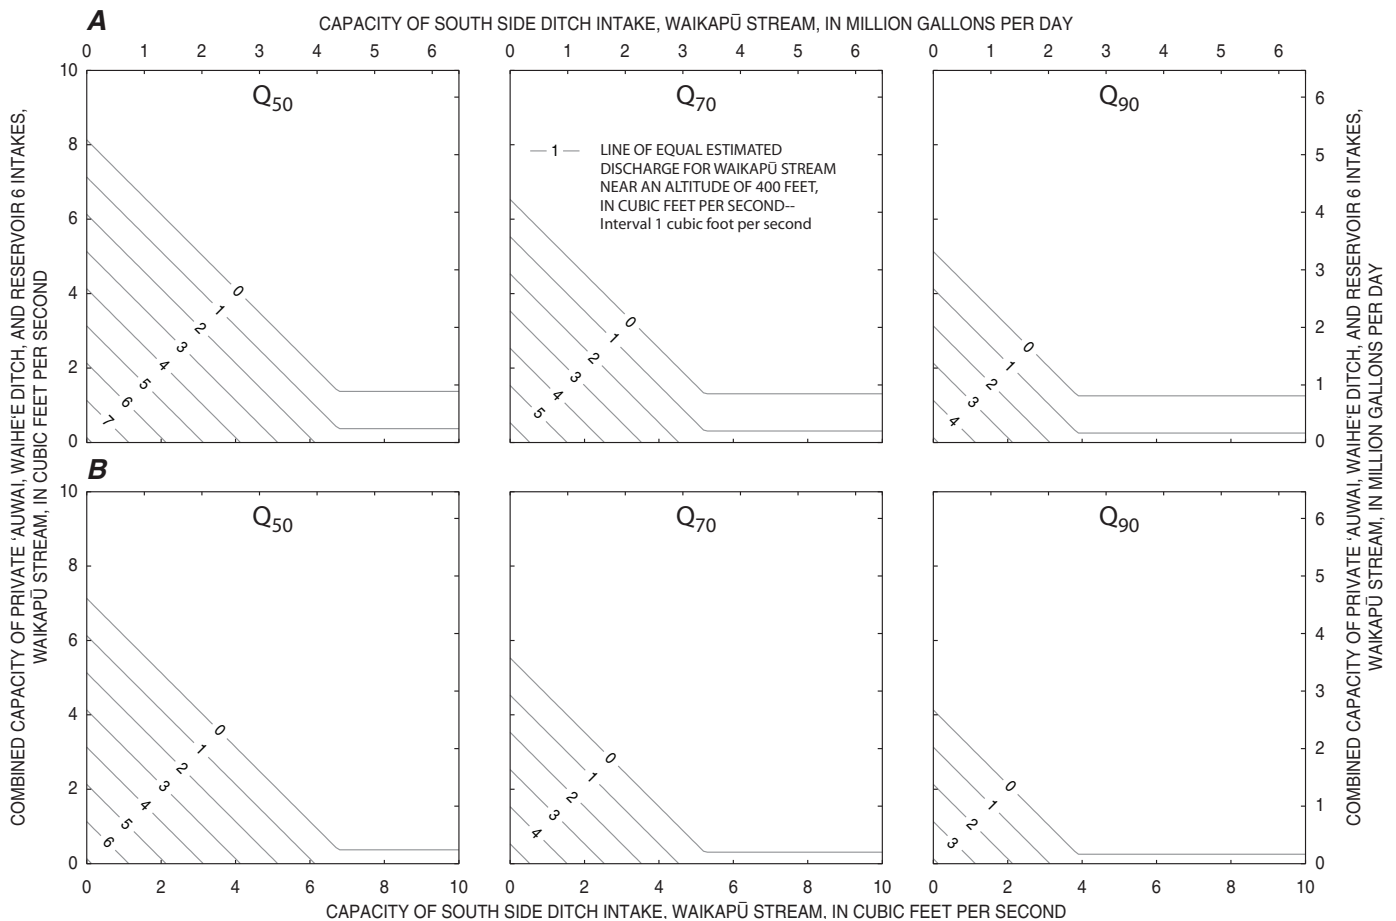 A
CAPACITY OF SOUTH SIDE DITCH INTAKE, WAIKAPŪ STREAM, IN MILLION GALLONS PER DAY
0 1 2 3 4 5 6 0 1 2 3 4 5 6 0 1 2 3 4 5 6
COMBINED CAPACITY OF PRIVATE ʻAUWAI, WAIHEʻE DITCH, AND RESERVOIR 6 INTAKES,
WAIKAPŪ STREAM, IN CUBIC FEET PER SECOND
10
8
6
4
2
0
Q50
0
1
2
3
4
5
6
7
Q70
1
LINE OF EQUAL ESTIMATED
DISCHARGE FOR WAIKAPŪ STREAM
NEAR AN ALTITUDE OF 400 FEET,
IN CUBIC FEET PER SECOND--
Interval 1 cubic foot per second
0
1
2
3
4
5
Q90
0
1
2
3
4
6
5
4
3
2
1
0
COMBINED CAPACITY OF PRIVATE ʻAUWAI, WAIHEʻE DITCH, AND RESERVOIR 6 INTAKES,
WAIKAPŪ STREAM, IN MILLION GALLONS PER DAY
B
10
8
6
4
2
0
Q50
0
1
2
3
4
5
6
Q70
0
1
2
3
4
Q90
0
1
2
3
6
5
4
3
2
1
0
0 2 4 6 8 10 0 2 4 6 8 10 0 2 4 6 8 10
CAPACITY OF SOUTH SIDE DITCH INTAKE, WAIKAPŪ STREAM, IN CUBIC FEET PER SECOND